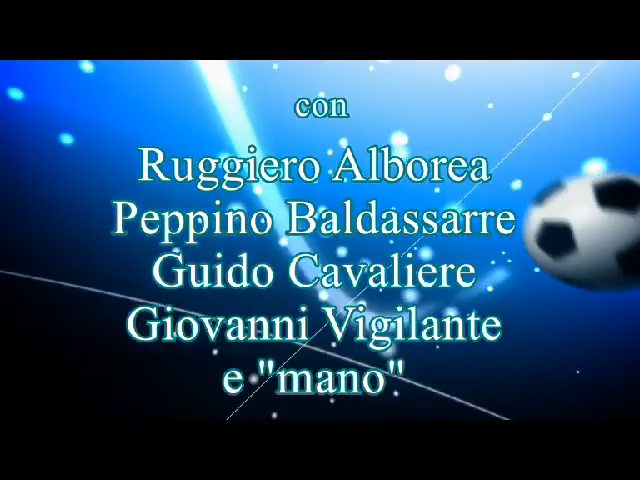 con
Ruggiero Alborea
Peppino Baldassarre
Guido Cavaliere
Giovanni Vigilante
e "mano"